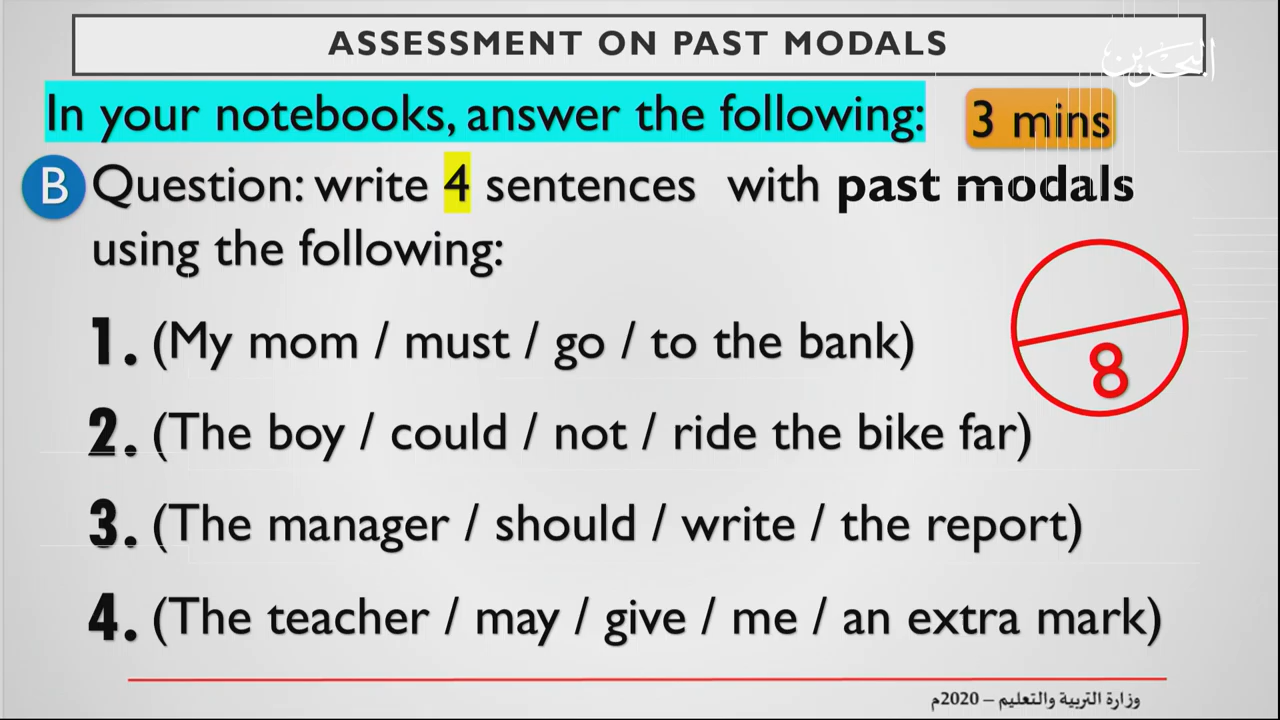 ASSESSMENT ON PAST MODALS
البحرين
In your notebooks, answer the following:
3 mins
B Question: write 4 sentences with past modals
using the following:
8
1. (My mom / must / go / to the bank)
2. (The boy / could / not / ride the bike far)
3. (The manager / should / write / the report)
4. (The teacher / may / give / me / an extra mark)
وزارة التربية والتعليم – 2020م